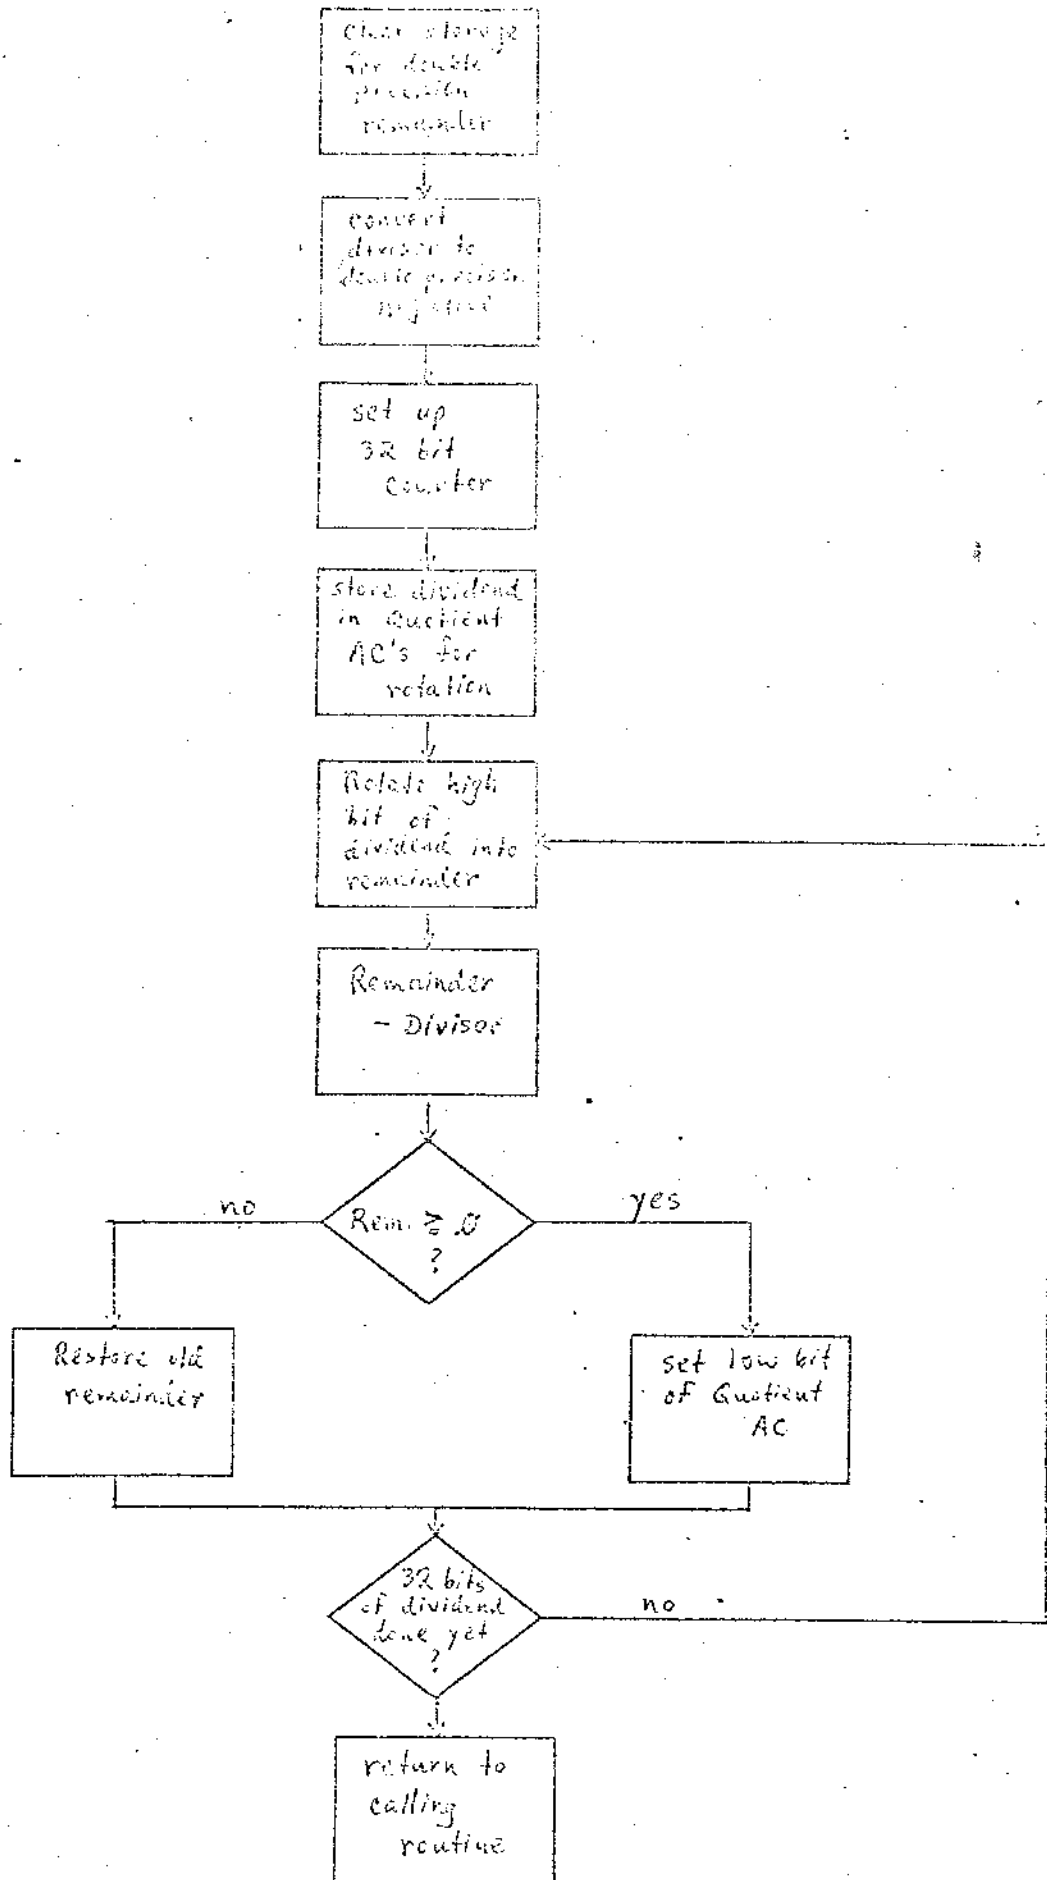 Clear storage
for double
precision
remainder
convert
divisor to
double precision
negative
set up
32 bit
Counter
store dividend
in Quotient
AC's for
rotation
Rotate high
bit of
dividend into
remainder
Remainder
- Divisor
Rem. ≥ 0
?
no
yes
Restore old
remainder
set low bit
of Quotient
AC
32 bits
of dividend
done yet
?
no
return to
calling
routine